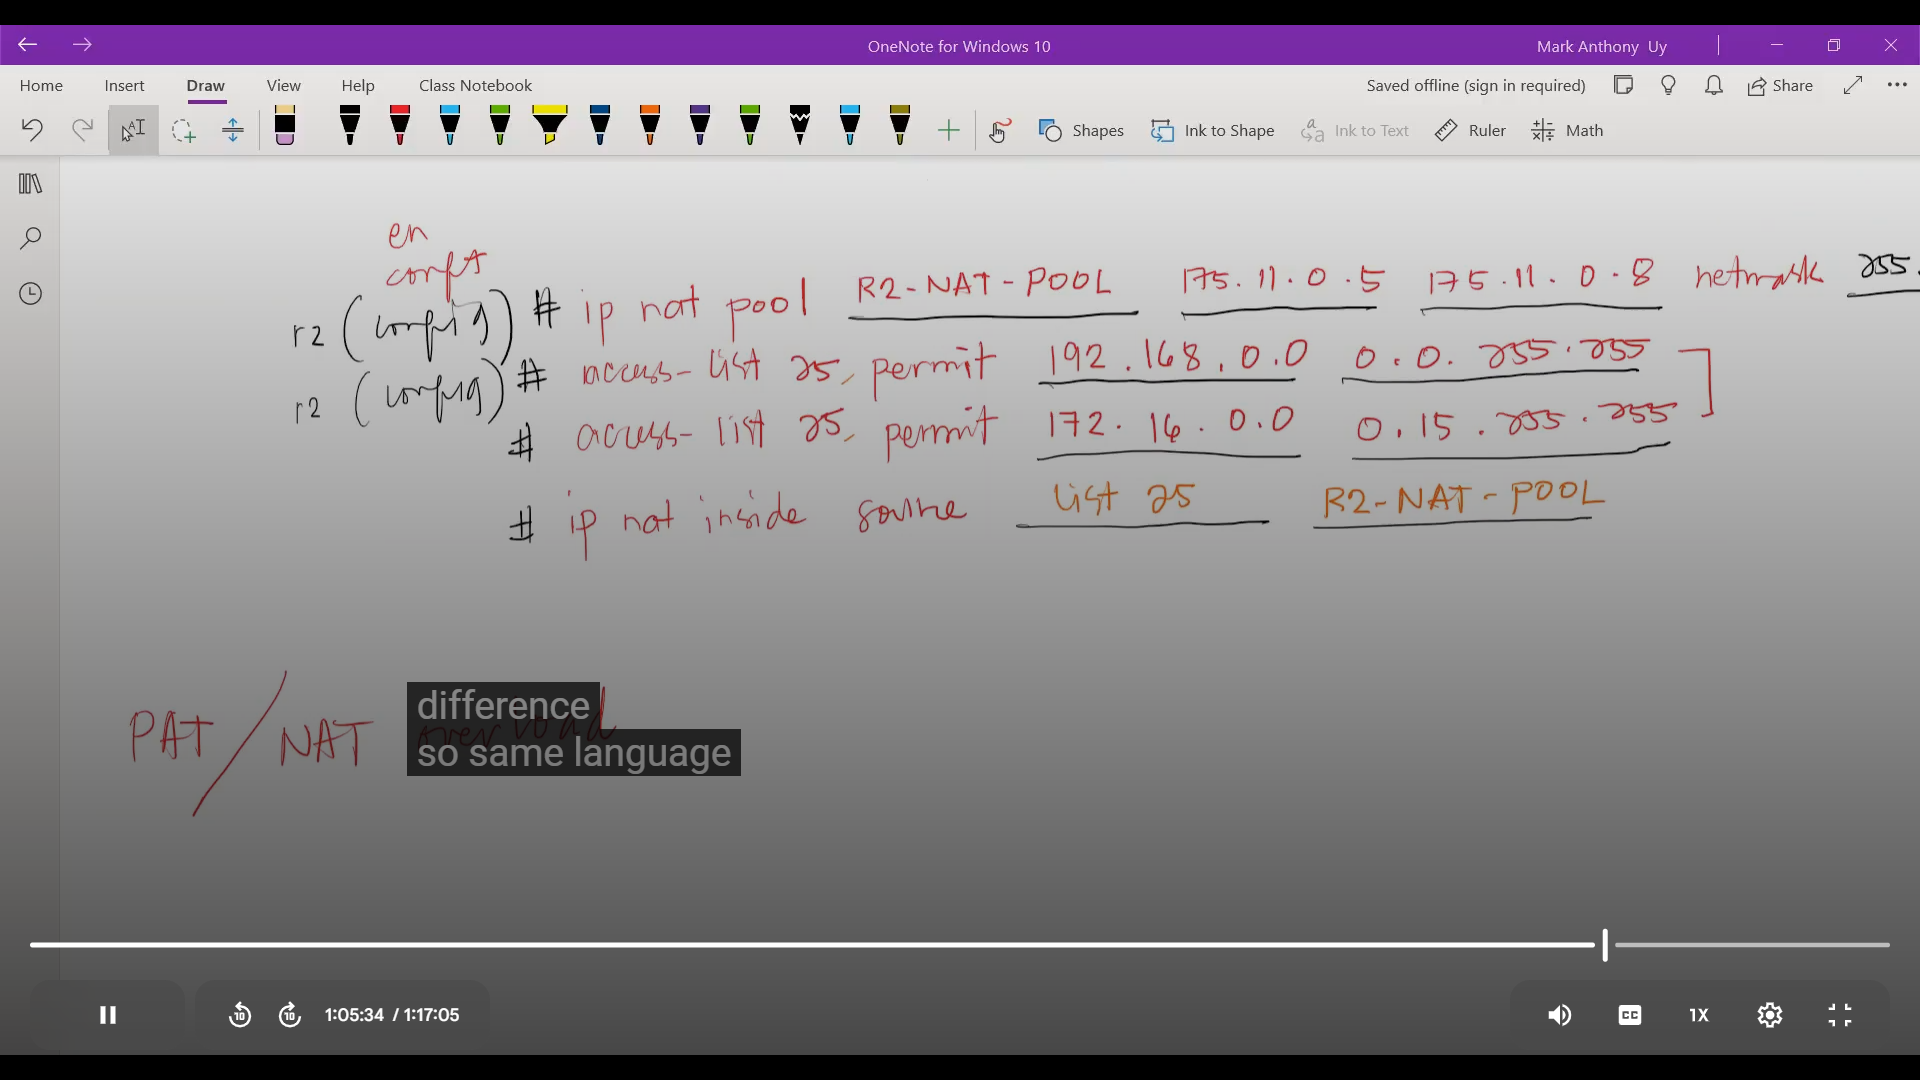 OneNote for Windows 10
Mark Anthony Uy
Home Insert Draw View Help Class Notebook
Saved offline (sign in required) Share
Shapes Ink to Shape Ink to Text Ruler Math
en
conf t
r2 (config) # ip nat pool R2-NAT-POOL 175.11.0.5 175.11.0.8 netmask 255.
r2 (config) # access-list 25, permit 192.168.0.0 0.0.255.255
# access-list 25, permit 172.16.0.0 0.15.255.255
# ip nat inside source list 25 R2-NAT-POOL
PAT / NAT overload
difference
so same language
10 10 1:05:34 / 1:17:05 CC 1X